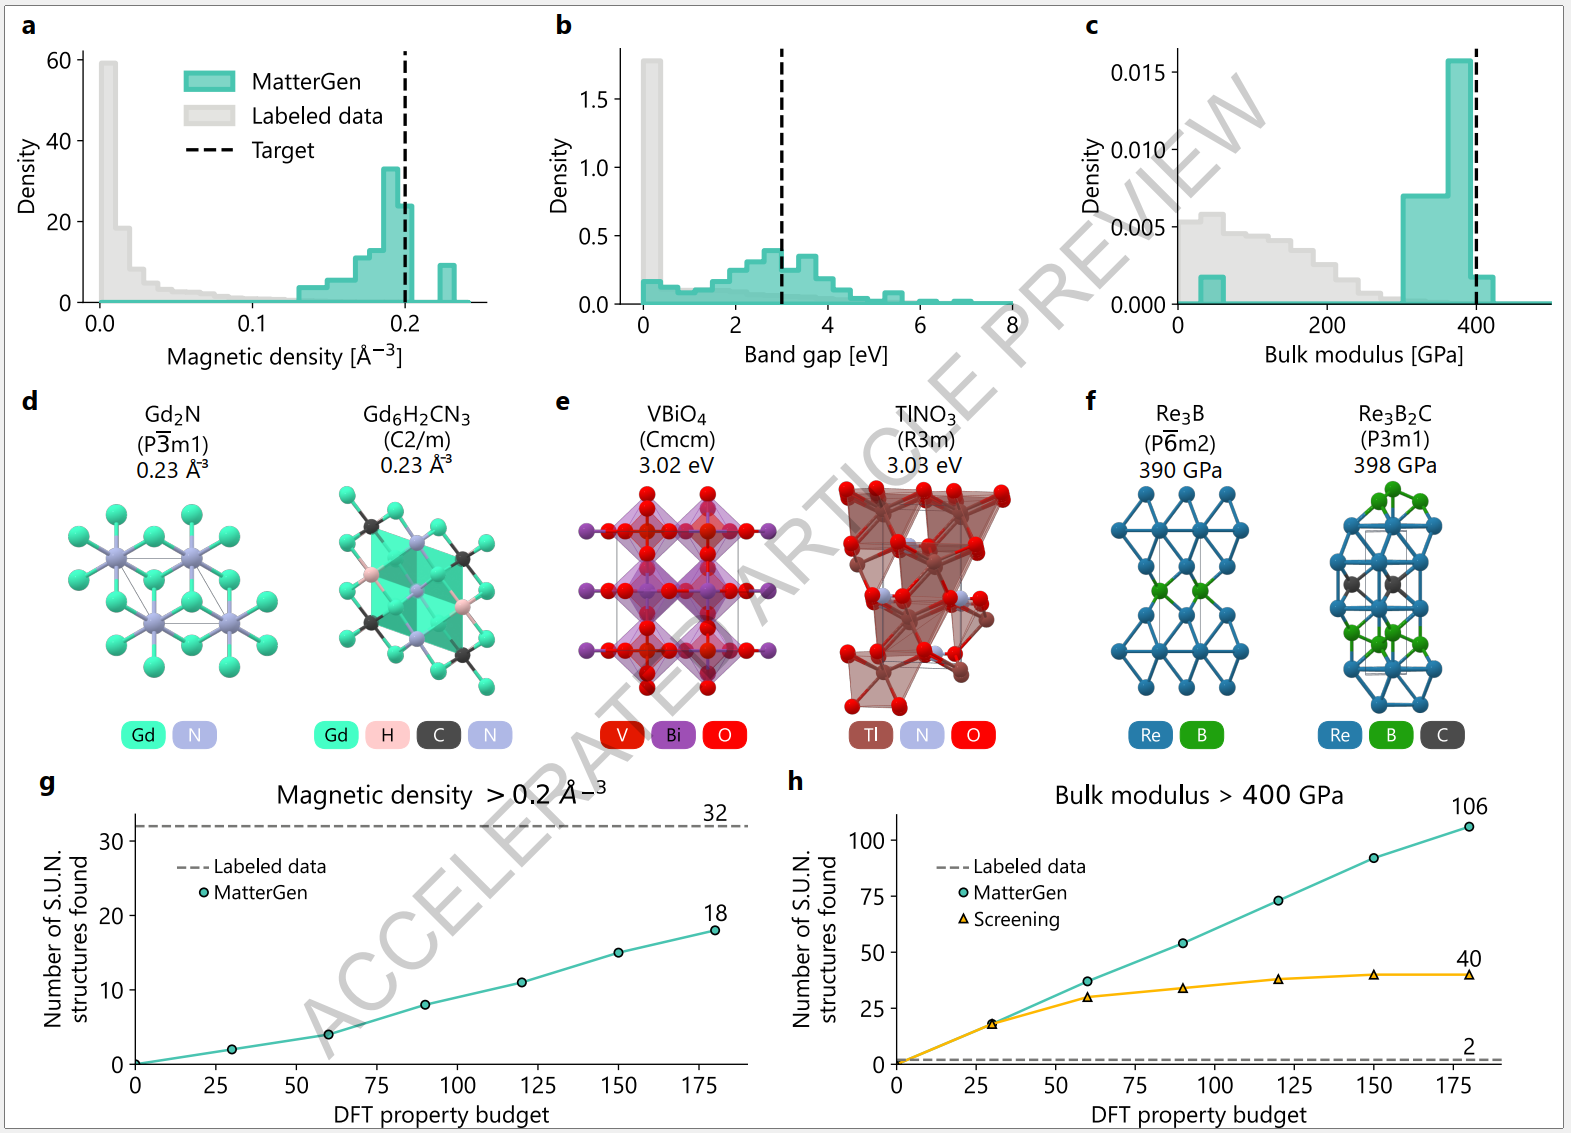 a
60
40
20
0
Density
MatterGen
Labeled data
Target
0.0
0.1
0.2
Magnetic density [Å⁻³]
b
1.5
1.0
0.5
0.0
Density
0
2
4
6
8
Band gap [eV]
c
0.015
0.010
0.005
0.000
Density
0
200
400
Bulk modulus [GPa]
d
Gd₂N
(P3̅m1)
0.23 Å⁻³
Gd₆H₂CN₃
(C2/m)
0.23 Å⁻³
Gd
N
Gd
H
C
N
e
VBiO₄
(Cmcm)
3.02 eV
TlNO₃
(R3m)
3.03 eV
V
Bi
O
Tl
N
O
f
Re₃B
(P6̅m2)
390 GPa
Re₃B₂C
(P3m1)
398 GPa
Re
B
Re
B
C
g
Magnetic density > 0.2 Å⁻³
32
30
20
10
0
Number of S.U.N.
structures found
Labeled data
MatterGen
18
0
25
50
75
100
125
150
175
DFT property budget
h
Bulk modulus > 400 GPa
106
100
75
50
25
0
Number of S.U.N.
structures found
Labeled data
MatterGen
Screening
40
2
0
25
50
75
100
125
150
175
DFT property budget
ACCELERATED ARTICLE PREVIEW